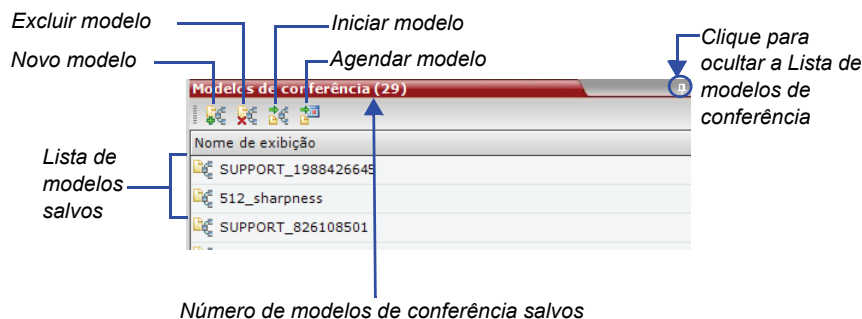 Excluir modelo
Iniciar modelo
Novo modelo
Agendar modelo
Clique para
ocultar a Lista de
modelos de
conferência
Modelos de conferência (29)
Nome de exibição
Lista de
modelos
salvos
SUPPORT_1988426645
512_sharpness
SUPPORT_826108501
Número de modelos de conferência salvos